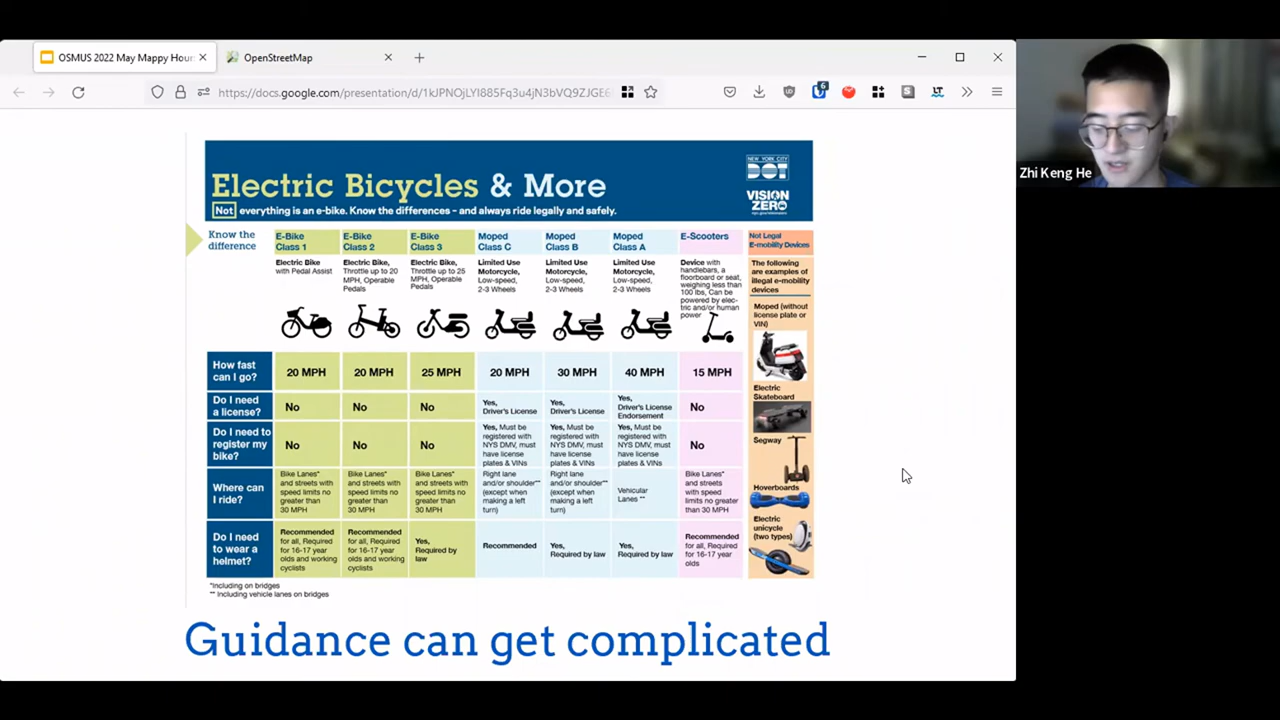 OSMUS 2022 May Mappy Hour
OpenStreetMap
https://docs.google.com/presentation/d/1kJPNOjLYI885Fq3u4jN3bVQ9ZJGE6
6
LT
Zhi Keng He
Electric Bicycles & More
Not everything is an e-bike. Know the differences – and always ride legally and safely.
NEW YORK CITY
DOT
VISION
ZERO
Know the
difference
E-Bike
Class 1
E-Bike
Class 2
E-Bike
Class 3
Moped
Class C
Moped
Class B
Moped
Class A
E-Scooters
Not Legal
E-mobility Devices
Electric Bike
with Pedal Assist
Electric Bike,
Throttle up to 20
MPH, Operable
Pedals
Electric Bike,
Throttle up to 25
MPH, Operable
Pedals
Limited Use
Motorcycle,
Low-speed,
2-3 Wheels
Limited Use
Motorcycle,
Low-speed,
2-3 Wheels
Limited Use
Motorcycle,
Low-speed,
2-3 Wheels
Device with
handlebars, a
floorboard or seat,
weighing less than
100 lbs, Can be
powered by elec-
tric and/or human
power
The following
are examples of
illegal e-mobility
devices
Moped (without
license plate or
VIN)
Electric
Skateboard
Segway
Hoverboards
Electric
unicycle
(two types)
How fast
can I go?
20 MPH
20 MPH
25 MPH
20 MPH
30 MPH
40 MPH
15 MPH
Do I need
a license?
No
No
No
Yes,
Driver's License
Yes,
Driver's License
Yes,
Driver's License
Endorsement
No
Do I need to
register my
bike?
No
No
No
Yes, Must be
registered with
NYS DMV, must
have license
plates & VINs
Yes, Must be
registered with
NYS DMV, must
have license
plates & VINs
Yes, Must be
registered with
NYS DMV, must
have license
plates & VINs
No
Where can
I ride?
Bike Lanes*
and streets with
speed limits no
greater than
30 MPH
Bike Lanes*
and streets with
speed limits no
greater than
30 MPH
Bike Lanes*
and streets with
speed limits no
greater than
30 MPH
Right lane
and/or shoulder**
(except when
making a left
turn)
Right lane
and/or shoulder**
(except when
making a left
turn)
Vehicular
Lanes **
Bike Lanes*
and streets
with speed
limits no greater
than 30 MPH
Do I need
to wear a
helmet?
Recommended
for all, Required
for 16-17 year
olds and working
cyclists
Recommended
for all, Required
for 16-17 year
olds and working
cyclists
Yes,
Required by
law
Recommended
Yes,
Required by law
Yes,
Required by law
Recommended
for all, Required
for 16-17 year
olds
*Including on bridges
** Including vehicle lanes on bridges
Guidance can get complicated